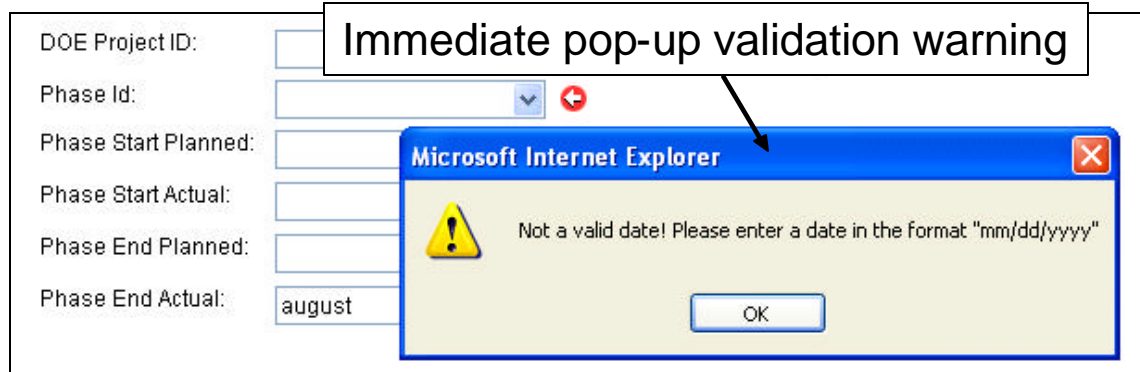 DOE Project ID:
Immediate pop-up validation warning
Phase Id:
Phase Start Planned:
Microsoft Internet Explorer
Phase Start Actual:
Not a valid date! Please enter a date in the format "mm/dd/yyyy"
Phase End Planned:
Phase End Actual:
august
OK